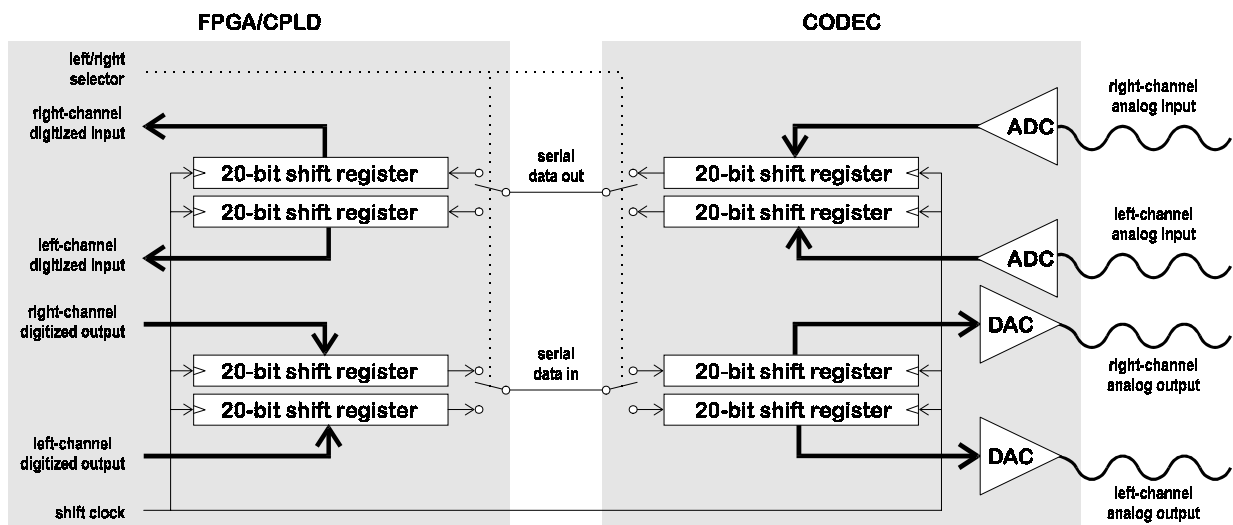 FPGA/CPLD
CODEC
left/right
selector
right-channel
digitized input
left-channel
digitized input
right-channel
digitized output
left-channel
digitized output
shift clock
20-bit shift register
20-bit shift register
20-bit shift register
20-bit shift register
serial
data out
serial
data in
20-bit shift register
20-bit shift register
20-bit shift register
20-bit shift register
ADC
ADC
DAC
DAC
right-channel
analog input
left-channel
analog input
right-channel
analog output
left-channel
analog output